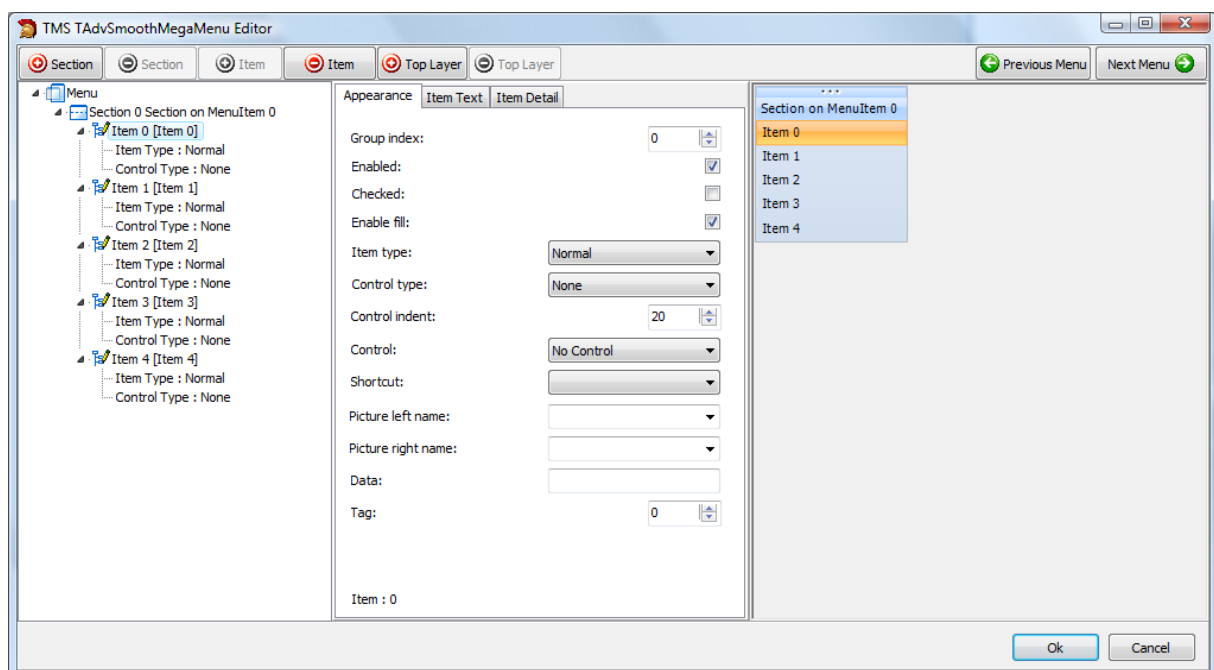 TMS TAdvSmoothMegaMenu Editor
Section Section Item Item Top Layer Top Layer Previous Menu Next Menu
Menu
Section 0 Section on MenuItem 0
Item 0 [Item 0]
Item Type : Normal
Control Type : None
Item 1 [Item 1]
Item Type : Normal
Control Type : None
Item 2 [Item 2]
Item Type : Normal
Control Type : None
Item 3 [Item 3]
Item Type : Normal
Control Type : None
Item 4 [Item 4]
Item Type : Normal
Control Type : None
Appearance Item Text Item Detail
Group index: 0
Enabled:
Checked:
Enable fill:
Item type: Normal
Control type: None
Control indent: 20
Control: No Control
Shortcut:
Picture left name:
Picture right name:
Data:
Tag: 0
Item : 0
Section on MenuItem 0
Item 0
Item 1
Item 2
Item 3
Item 4
Ok Cancel